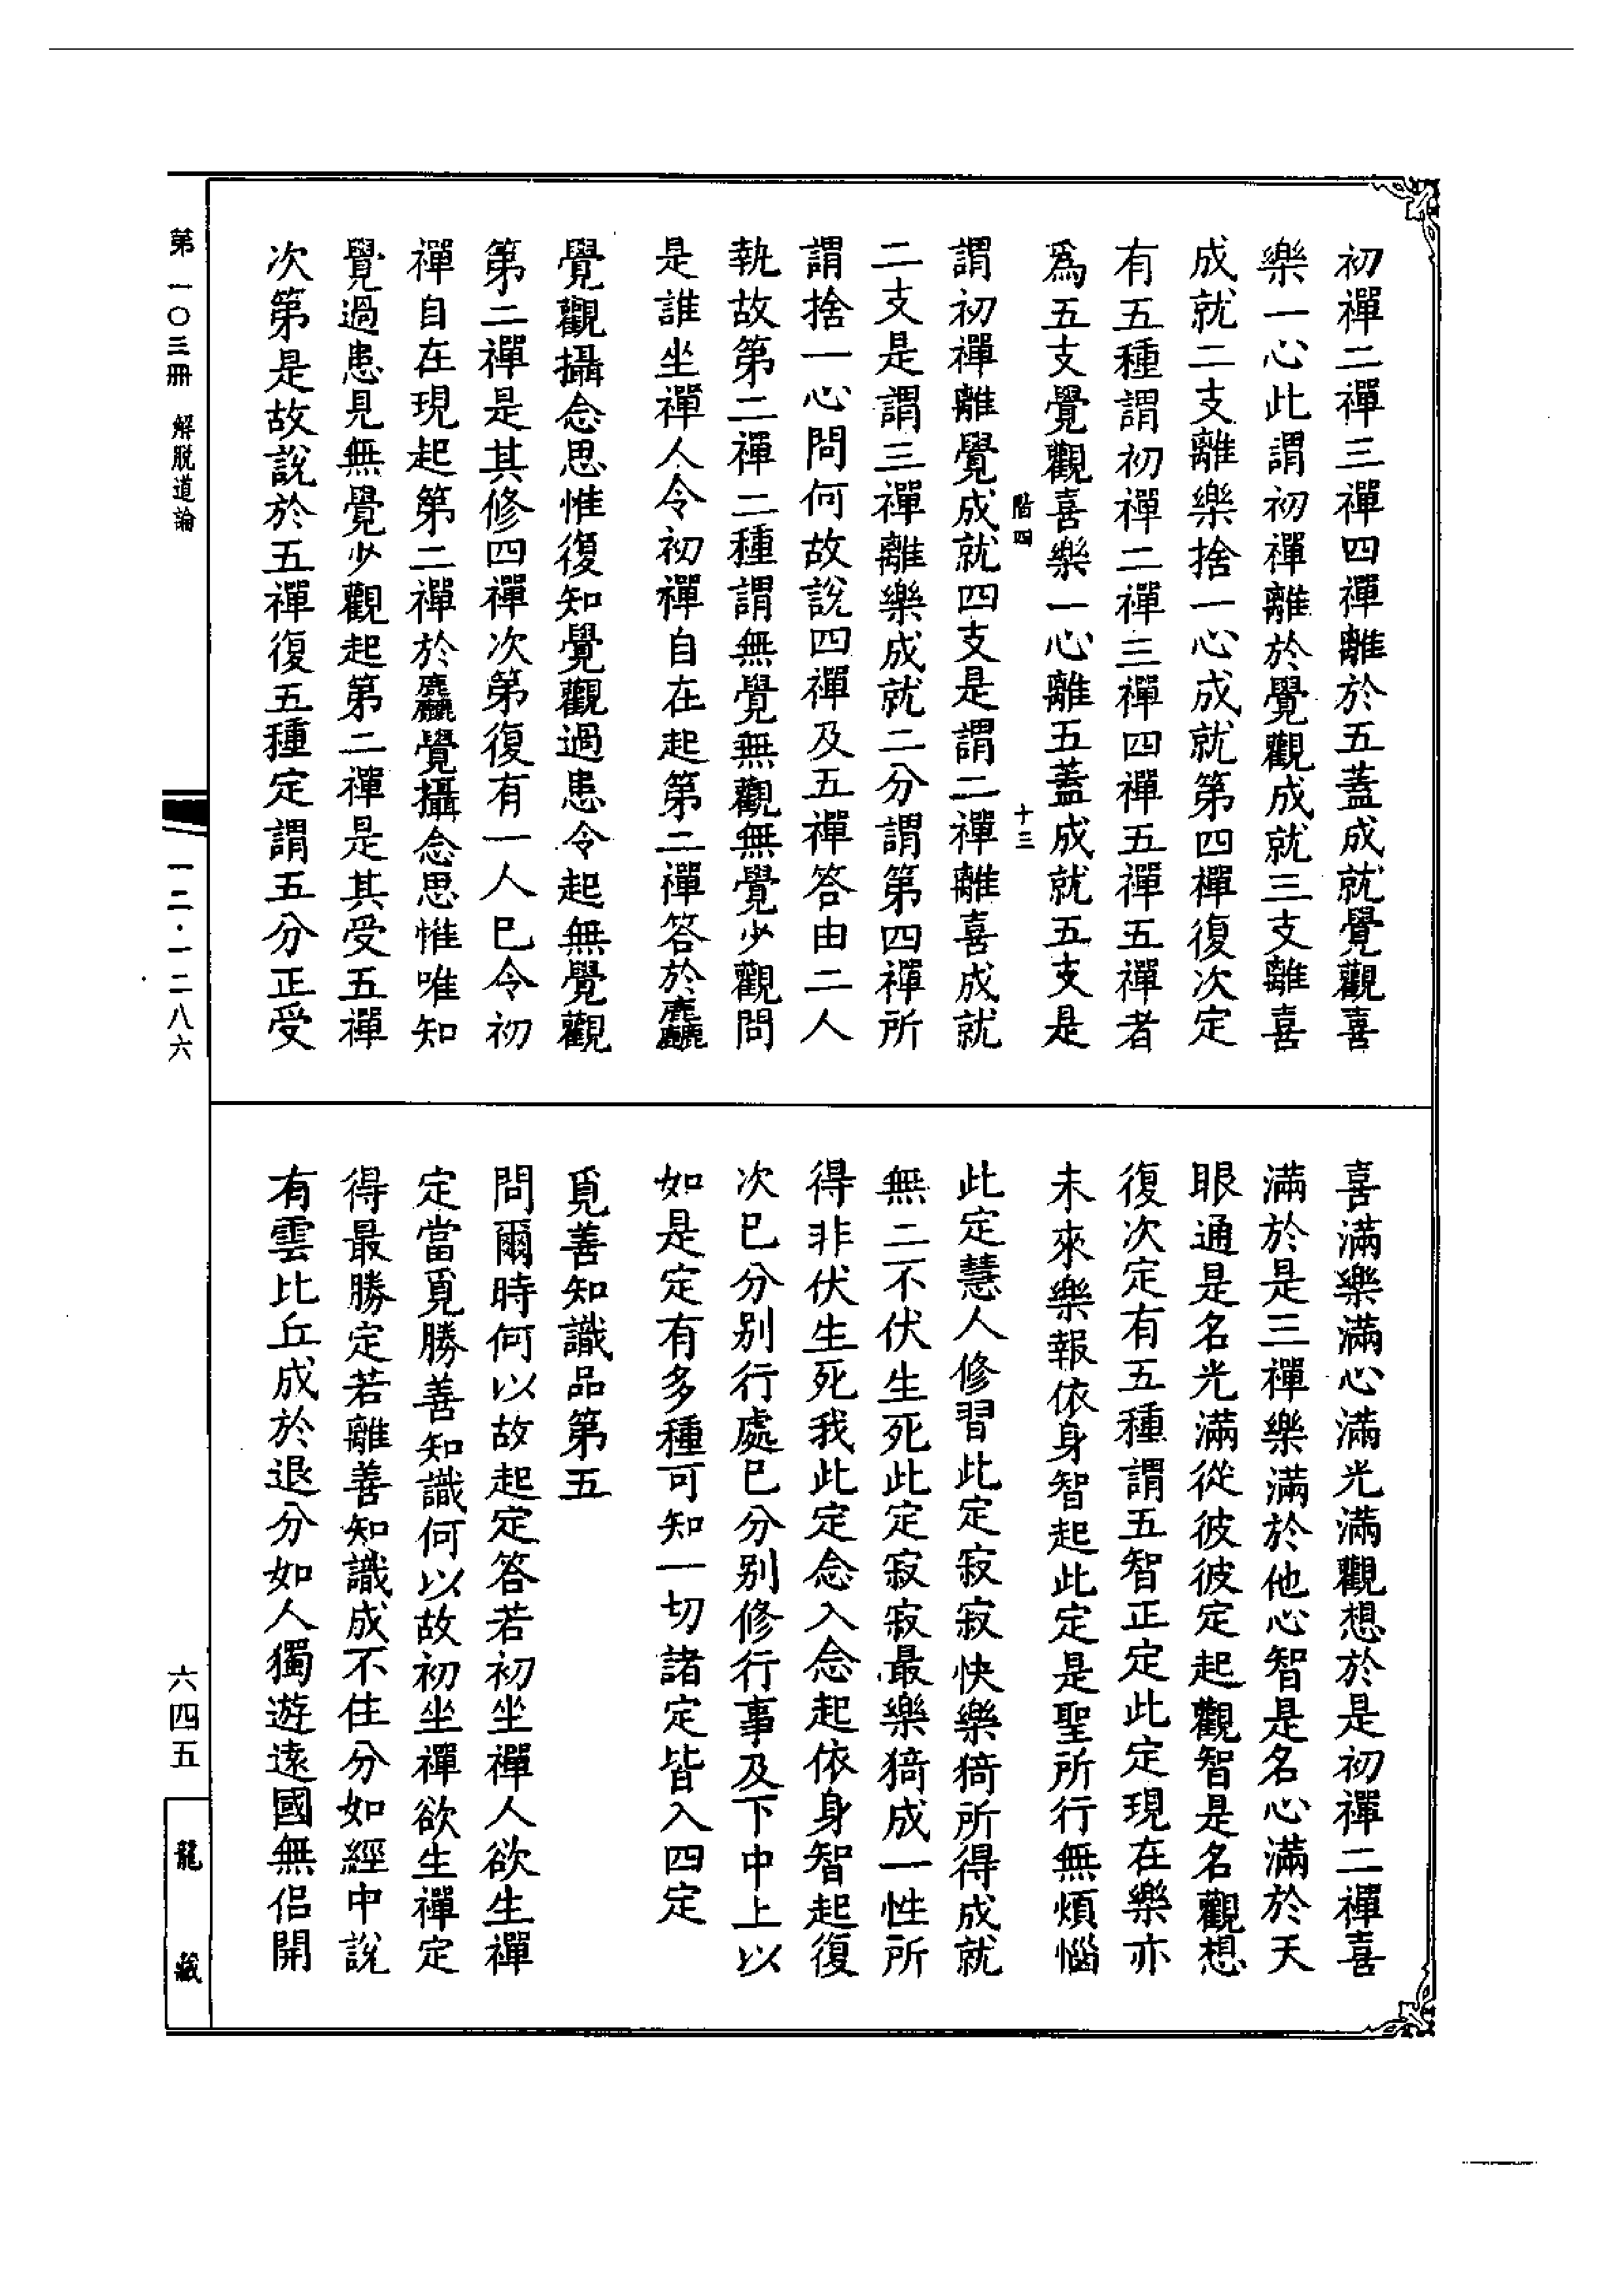 初禪二禪三禪四禪離於五蓋成就覺觀喜
樂一心此謂初禪離於覺觀成就三支離喜
成就二支離樂捨一心成就第四禪復次定
有五種謂初禪二禪三禪四禪五禪五禪者
爲五支覺觀喜樂一心離五蓋成就五支是
階四
十三
謂初禪離覺成就四支是謂二禪離喜成就
二支是謂三禪離樂成就二分謂第四禪所
謂捨一心問何故說四禪及五禪答由二人
執故第二禪二種謂無覺無觀無覺少觀問
是誰坐禪人令初禪自在起第二禪答於麤
覺觀攝念思惟復知覺觀過患令起無覺觀
第二禪是其修四禪次第復有一人巳令初
禪自在現起第二禪於麤覺攝念思惟唯知
覺過患見無覺少觀起第二禪是其受五禪
次第是故說於五禪復五種定謂五分正受
喜滿樂滿心滿光滿觀想於是初禪二禪喜
滿於是三禪樂滿於他心智是名心滿於天
眼通是名光滿從彼彼定起觀智是名觀想
復次定有五種謂五智正定此定現在樂亦
未來樂報依身智起此定是聖所行無煩惱
此定慧人修習此定寂寂快樂猗所得成就
無二不伏生死此定寂寂最樂猗成一性所
得非伏生死我此定念入念起依身智起復
次巳分別行處巳分別修行事及下中上以
如是定有多種可知一切諸定皆入四定
覓善知識品第五
問爾時何以故起定答若初坐禪人欲生禪
定當覓勝善知識何以故初坐禪欲生禪定
得最勝定若離善知識成不住分如經中說
有雲比丘成於退分如人獨遊遠國無侶開
第一〇三冊 解脫道論
一二·一二八六
六四五
龍藏